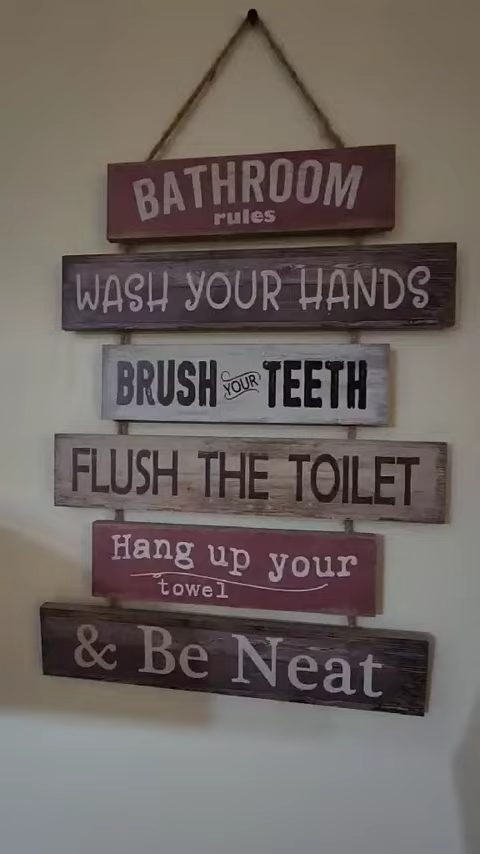 BATHROOM
rules
WASH YOUR HANDS
BRUSH YOUR TEETH
FLUSH THE TOILET
Hang up your
towel
& Be Neat